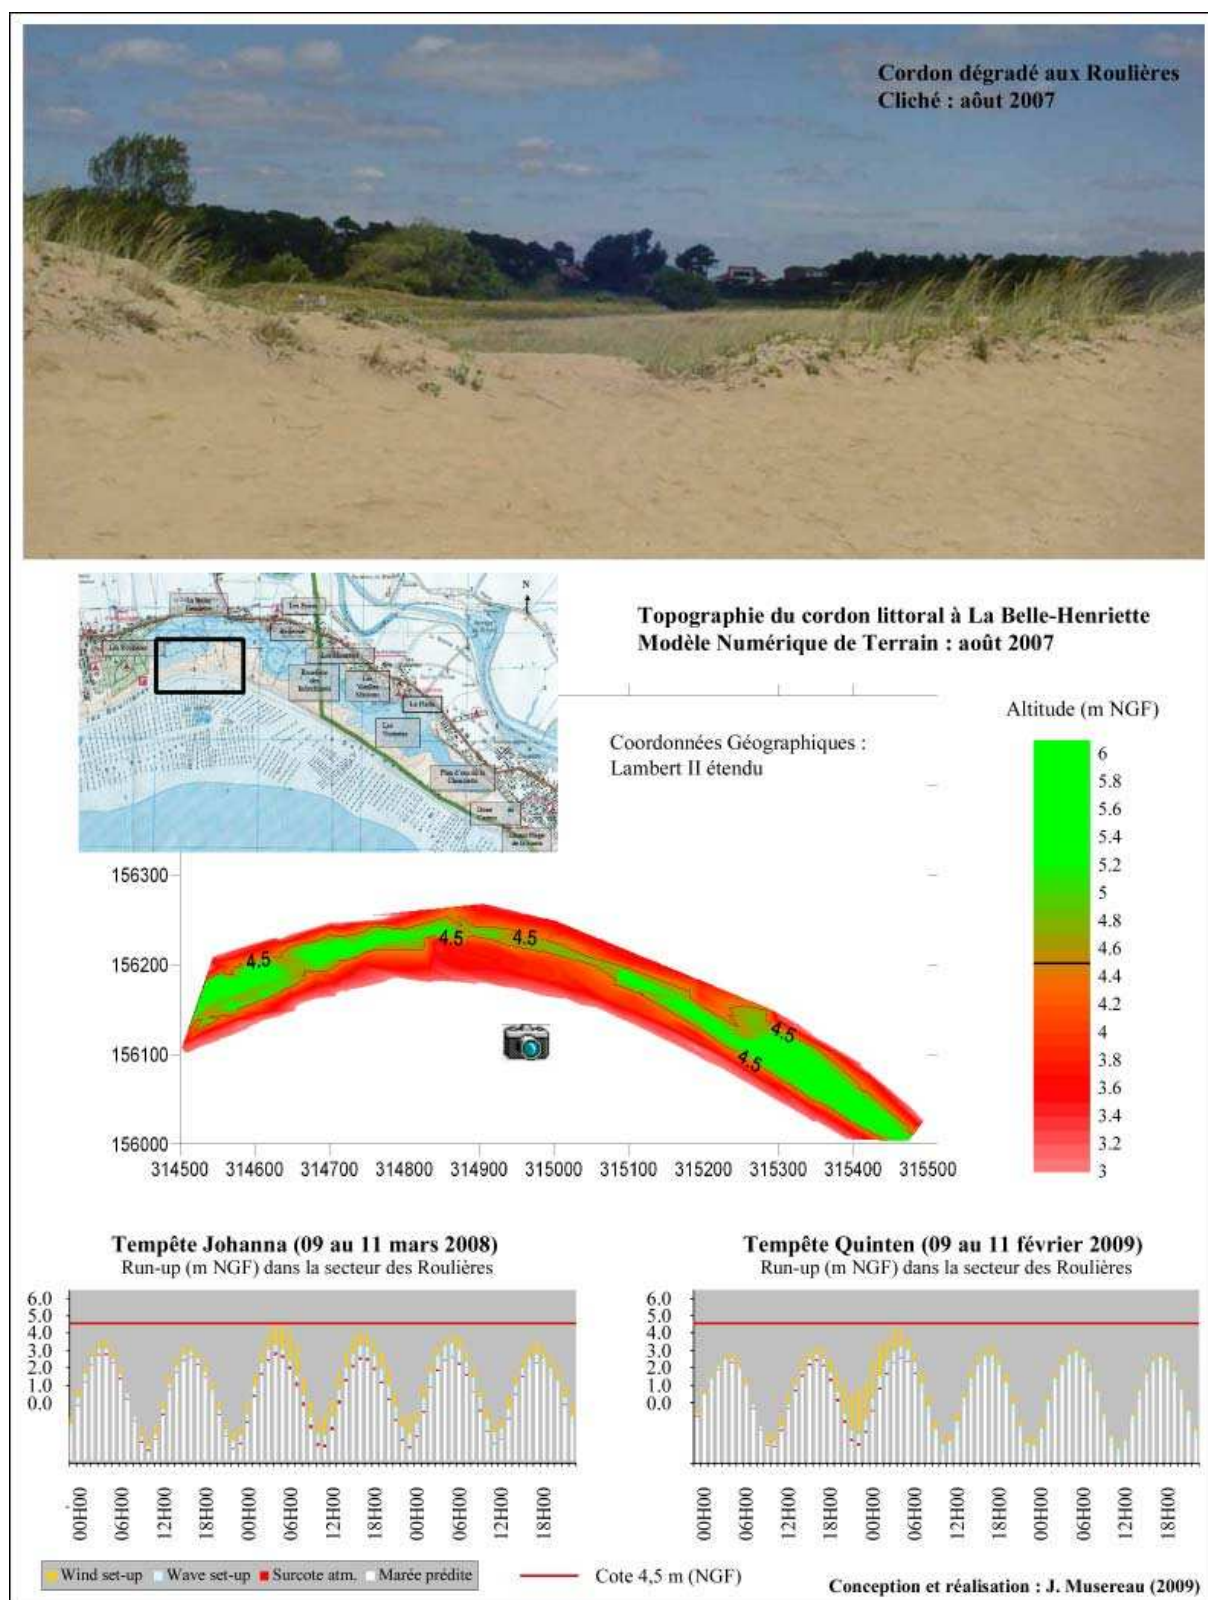 Cordon dégradé aux Roulières
Cliché : aôut 2007
N
Topographie du cordon littoral à La Belle-Henriette
Modèle Numérique de Terrain : août 2007
Altitude (m NGF)
Coordonnées Géographiques :
Lambert II étendu
6
5.8
5.6
5.4
5.2
5
4.8
4.6
4.4
4.2
4
3.8
3.6
3.4
3.2
3
156300
156200
156100
156000
4.5
4.5
4.5
4.5
4.5
314500 314600 314700 314800 314900 315000 315100 315200 315300 315400 315500
Tempête Johanna (09 au 11 mars 2008)
Run-up (m NGF) dans la secteur des Roulières
6.0
5.0
4.0
3.0
2.0
1.0
0.0
00H00 06H00 12H00 18H00 00H00 06H00 12H00 18H00 00H00 06H00 12H00 18H00
Tempête Quinten (09 au 11 février 2009)
Run-up (m NGF) dans la secteur des Roulières
6.0
5.0
4.0
3.0
2.0
1.0
0.0
00H00 06H00 12H00 18H00 00H00 06H00 12H00 18H00 00H00 06H00 12H00 18H00
Wind set-up Wave set-up Surcote atm. Marée prédite
Cote 4,5 m (NGF)
Conception et réalisation : J. Musereau (2009)